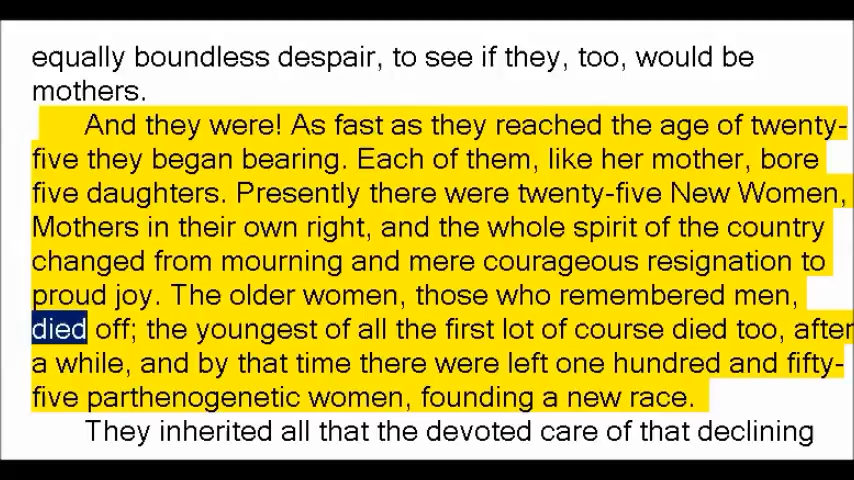 equally boundless despair, to see if they, too, would be
mothers.
And they were! As fast as they reached the age of twenty-
five they began bearing. Each of them, like her mother, bore
five daughters. Presently there were twenty-five New Women,
Mothers in their own right, and the whole spirit of the country
changed from mourning and mere courageous resignation to
proud joy. The older women, those who remembered men,
died off; the youngest of all the first lot of course died too, after
a while, and by that time there were left one hundred and fifty-
five parthenogenetic women, founding a new race.
They inherited all that the devoted care of that declining